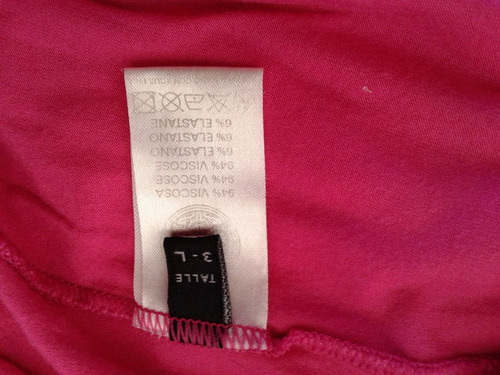 94% VISCOSA
94% VISCOSE
94% VISCOSE
6% ELASTANO
6% ELASTANO
6% ELASTANE
TALLE
3 - L